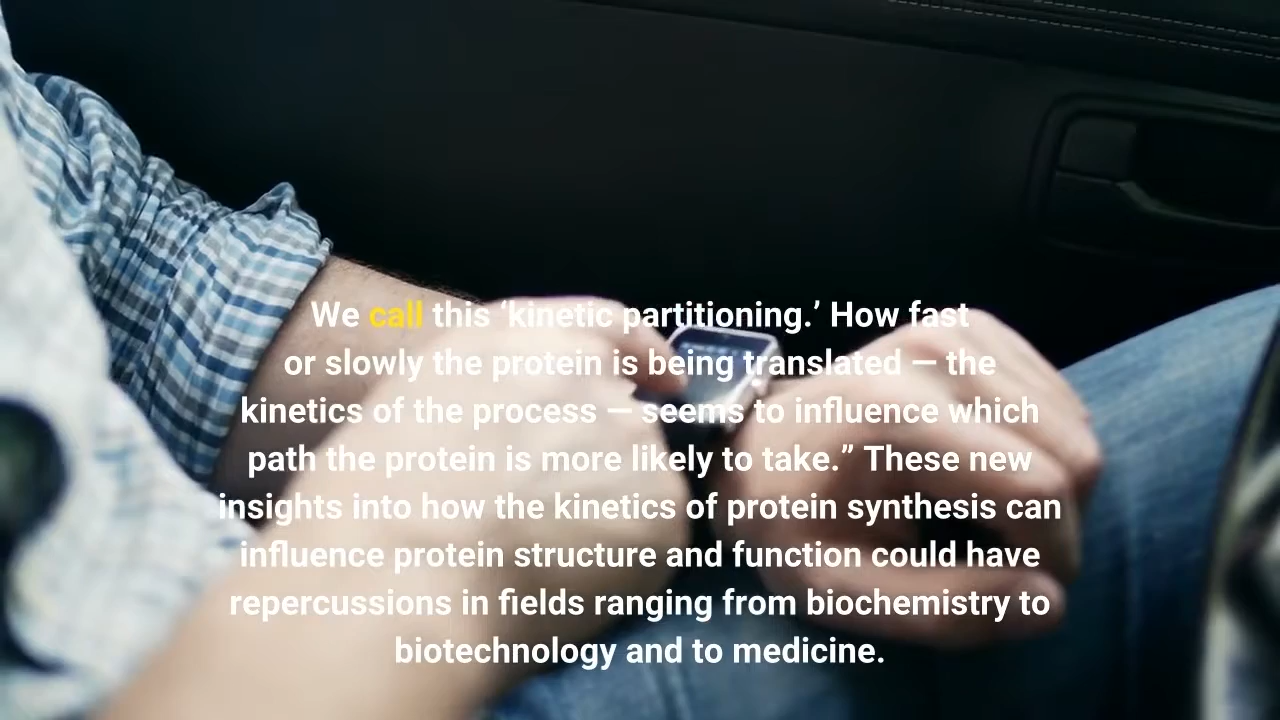 We call this ‘kinetic partitioning.’ How fast
or slowly the protein is being translated — the
kinetics of the process — seems to influence which
path the protein is more likely to take.” These new
insights into how the kinetics of protein synthesis can
influence protein structure and function could have
repercussions in fields ranging from biochemistry to
biotechnology and to medicine.